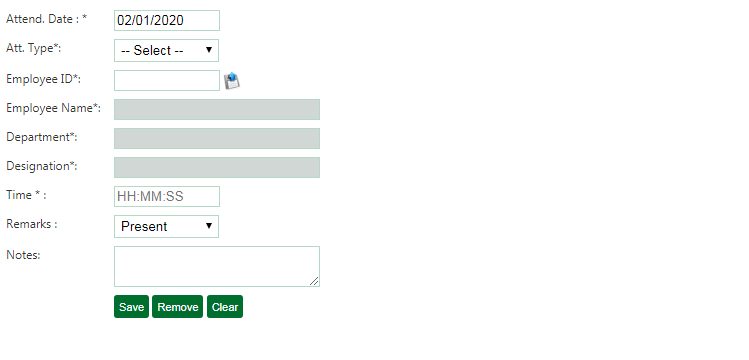 Attend. Date : * 02/01/2020
Att. Type*: -- Select --
Employee ID*:
Employee Name*:
Department*:
Designation*:
Time * : HH:MM:SS
Remarks : Present
Notes:
Save Remove Clear